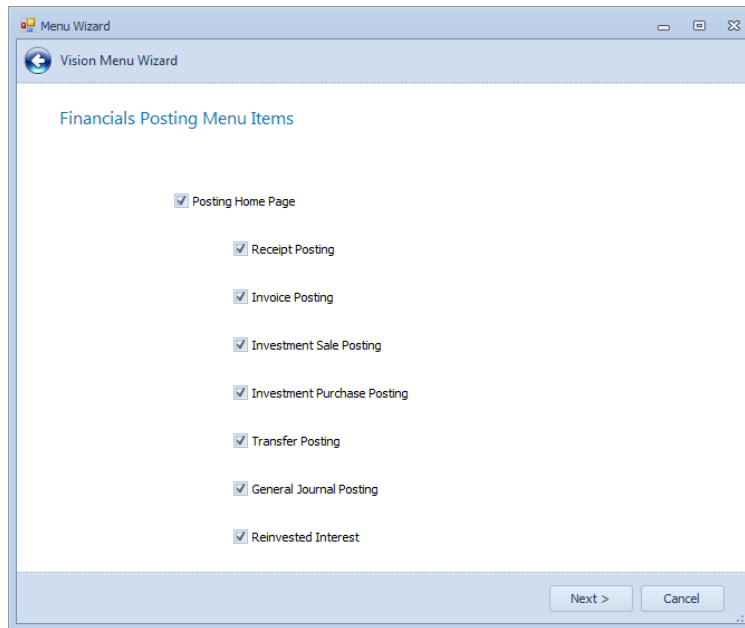 Menu Wizard
Vision Menu Wizard
Financials Posting Menu Items
Posting Home Page
Receipt Posting
Invoice Posting
Investment Sale Posting
Investment Purchase Posting
Transfer Posting
General Journal Posting
Reinvested Interest
Next > Cancel